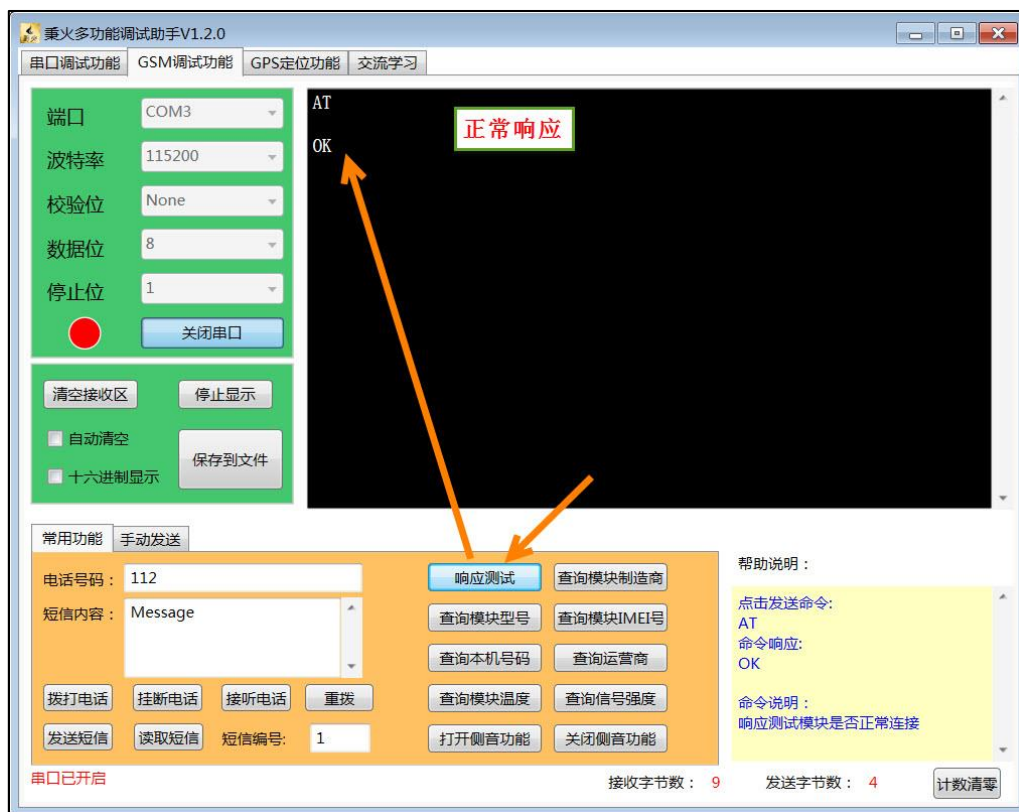 秉火多功能调试助手V1.2.0
串口调试功能 GSM调试功能 GPS定位功能 交流学习
端口 COM3
波特率 115200
校验位 None
数据位 8
停止位 1
关闭串口
AT
OK
正常响应
清空接收区 停止显示
自动清空
十六进制显示
保存到文件
常用功能 手动发送
电话号码： 112
短信内容： Message
拨打电话 挂断电话 接听电话 重拨
发送短信 读取短信 短信编号: 1
响应测试 查询模块制造商
查询模块型号 查询模块IMEI号
查询本机号码 查询运营商
查询模块温度 查询信号强度
打开侧音功能 关闭侧音功能
帮助说明：
点击发送命令:
AT
命令响应:
OK
命令说明：
响应测试模块是否正常连接
串口已开启 接收字节数： 9 发送字节数： 4 计数清零